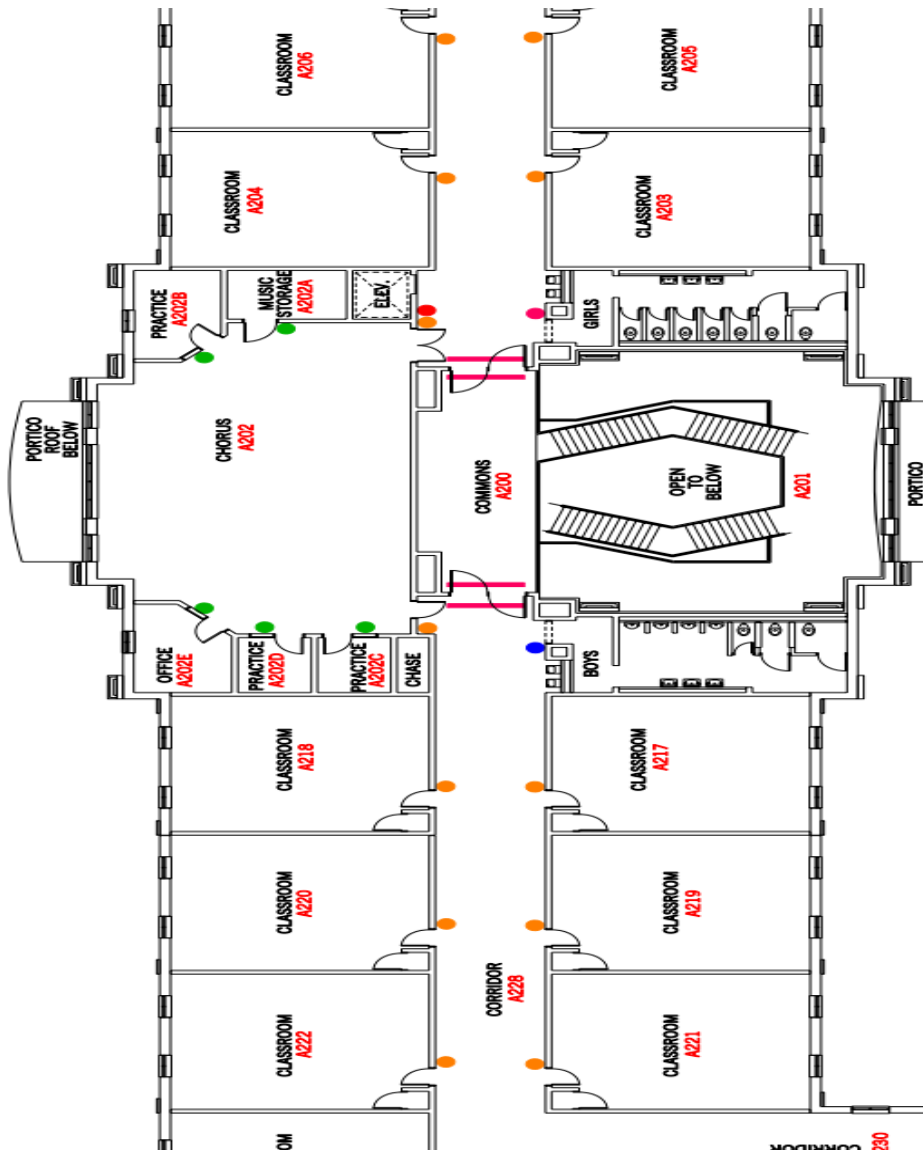 CLASSROOM
A206
CLASSROOM
A205
CLASSROOM
A204
CLASSROOM
A203
PRACTICE
A202B
MUSIC
STORAGE
A202A
ELEV.
GIRLS
PORTICO
ROOF
BELOW
CHORUS
A202
COMMONS
A200
OPEN
TO
BELOW
A201
PORTICO
OFFICE
A202E
PRACTICE
A202D
PRACTICE
A202C
CHASE
BOYS
CLASSROOM
A218
CLASSROOM
A217
CLASSROOM
A220
CLASSROOM
A219
CORRIDOR
A228
CLASSROOM
A222
CLASSROOM
A221
OM
CORRIDOR
230